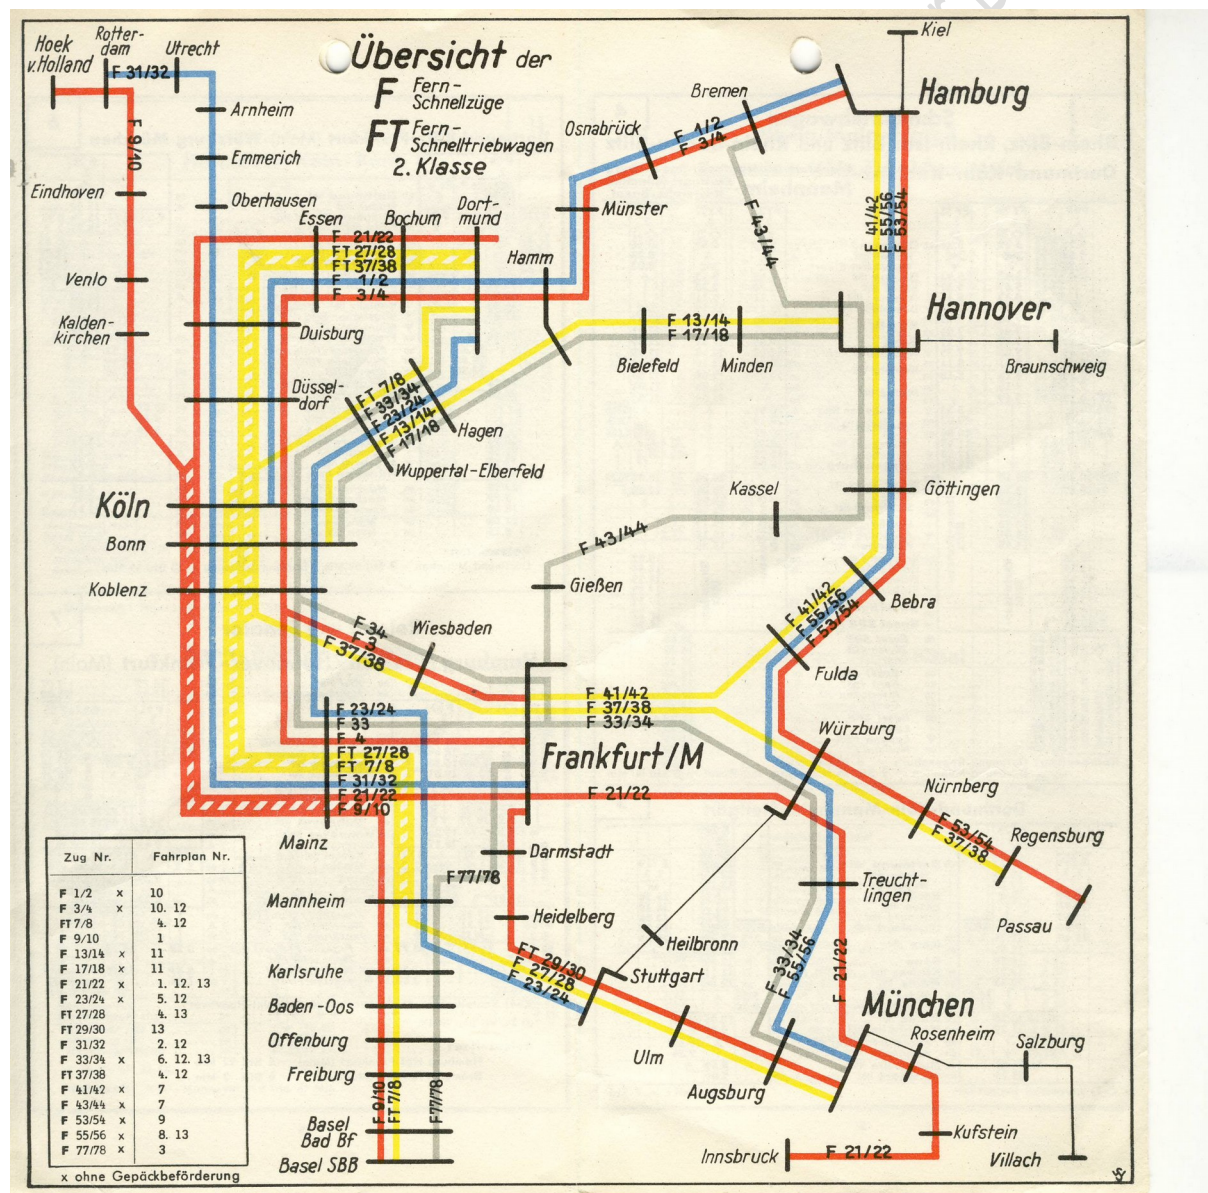 Übersicht der
F Fern-
Schnellzüge
FT Fern-
Schnelltriebwagen
2. Klasse
Hoek
v.Holland
Rotter-
dam
Utrecht
F 31/32
Arnheim
Emmerich
Oberhausen
F 9/10
Eindhoven
Venlo
Kalden-
kirchen
Essen
Bochum
Dort-
mund
F 21/22
FT 27/28
FT 37/38
F 1/2
F 3/4
Hamm
Münster
Osnabrück
Bremen
F 1/2
F 3/4
Kiel
Hamburg
F 43/44
F 41/42
F 55/56
F 53/54
Hannover
Braunschweig
F 13/14
F 17/18
Bielefeld
Minden
Duisburg
Düssel-
dorf
FT 7/8
F 33/34
F 23/24
F 13/14
F 17/18
Hagen
Wuppertal-Elberfeld
Köln
Bonn
Koblenz
Kassel
Göttingen
F 43/44
Gießen
Bebra
F 41/42
F 55/56
F 53/54
Fulda
F 34
F 3
F 37/38
Wiesbaden
F 41/42
F 37/38
F 33/34
F 23/24
F 33
F 4
FT 27/28
FT 7/8
F 31/32
F 21/22
F 9/10
Mainz
Frankfurt/M
F 21/22
Würzburg
Nürnberg
Regensburg
F 53/54
F 37/38
Passau
Darmstadt
F 77/78
Mannheim
Heidelberg
Treucht-
lingen
Heilbronn
Stuttgart
FT 29/30
F 27/28
F 23/24
F 33/34
F 55/56
F 21/22
Karlsruhe
Baden-Oos
Offenburg
Freiburg
Basel
Bad Bf
Basel SBB
F 9/10
FT 7/8
F 77/78
Ulm
Augsburg
München
Rosenheim
Salzburg
Kufstein
Innsbruck
F 21/22
Villach
Zug Nr. Fahrplan Nr.
F 1/2 x 10
F 3/4 x 10. 12
FT 7/8 4. 12
F 9/10 1
F 13/14 x 11
F 17/18 x 11
F 21/22 x 1. 12. 13
F 23/24 x 5. 12
FT 27/28 4. 13
FT 29/30 13
F 31/32 2. 12
F 33/34 x 6. 12. 13
FT 37/38 4. 12
F 41/42 x 7
F 43/44 x 7
F 53/54 x 9
F 55/56 x 8. 13
F 77/78 x 3
x ohne Gepäckbeförderung